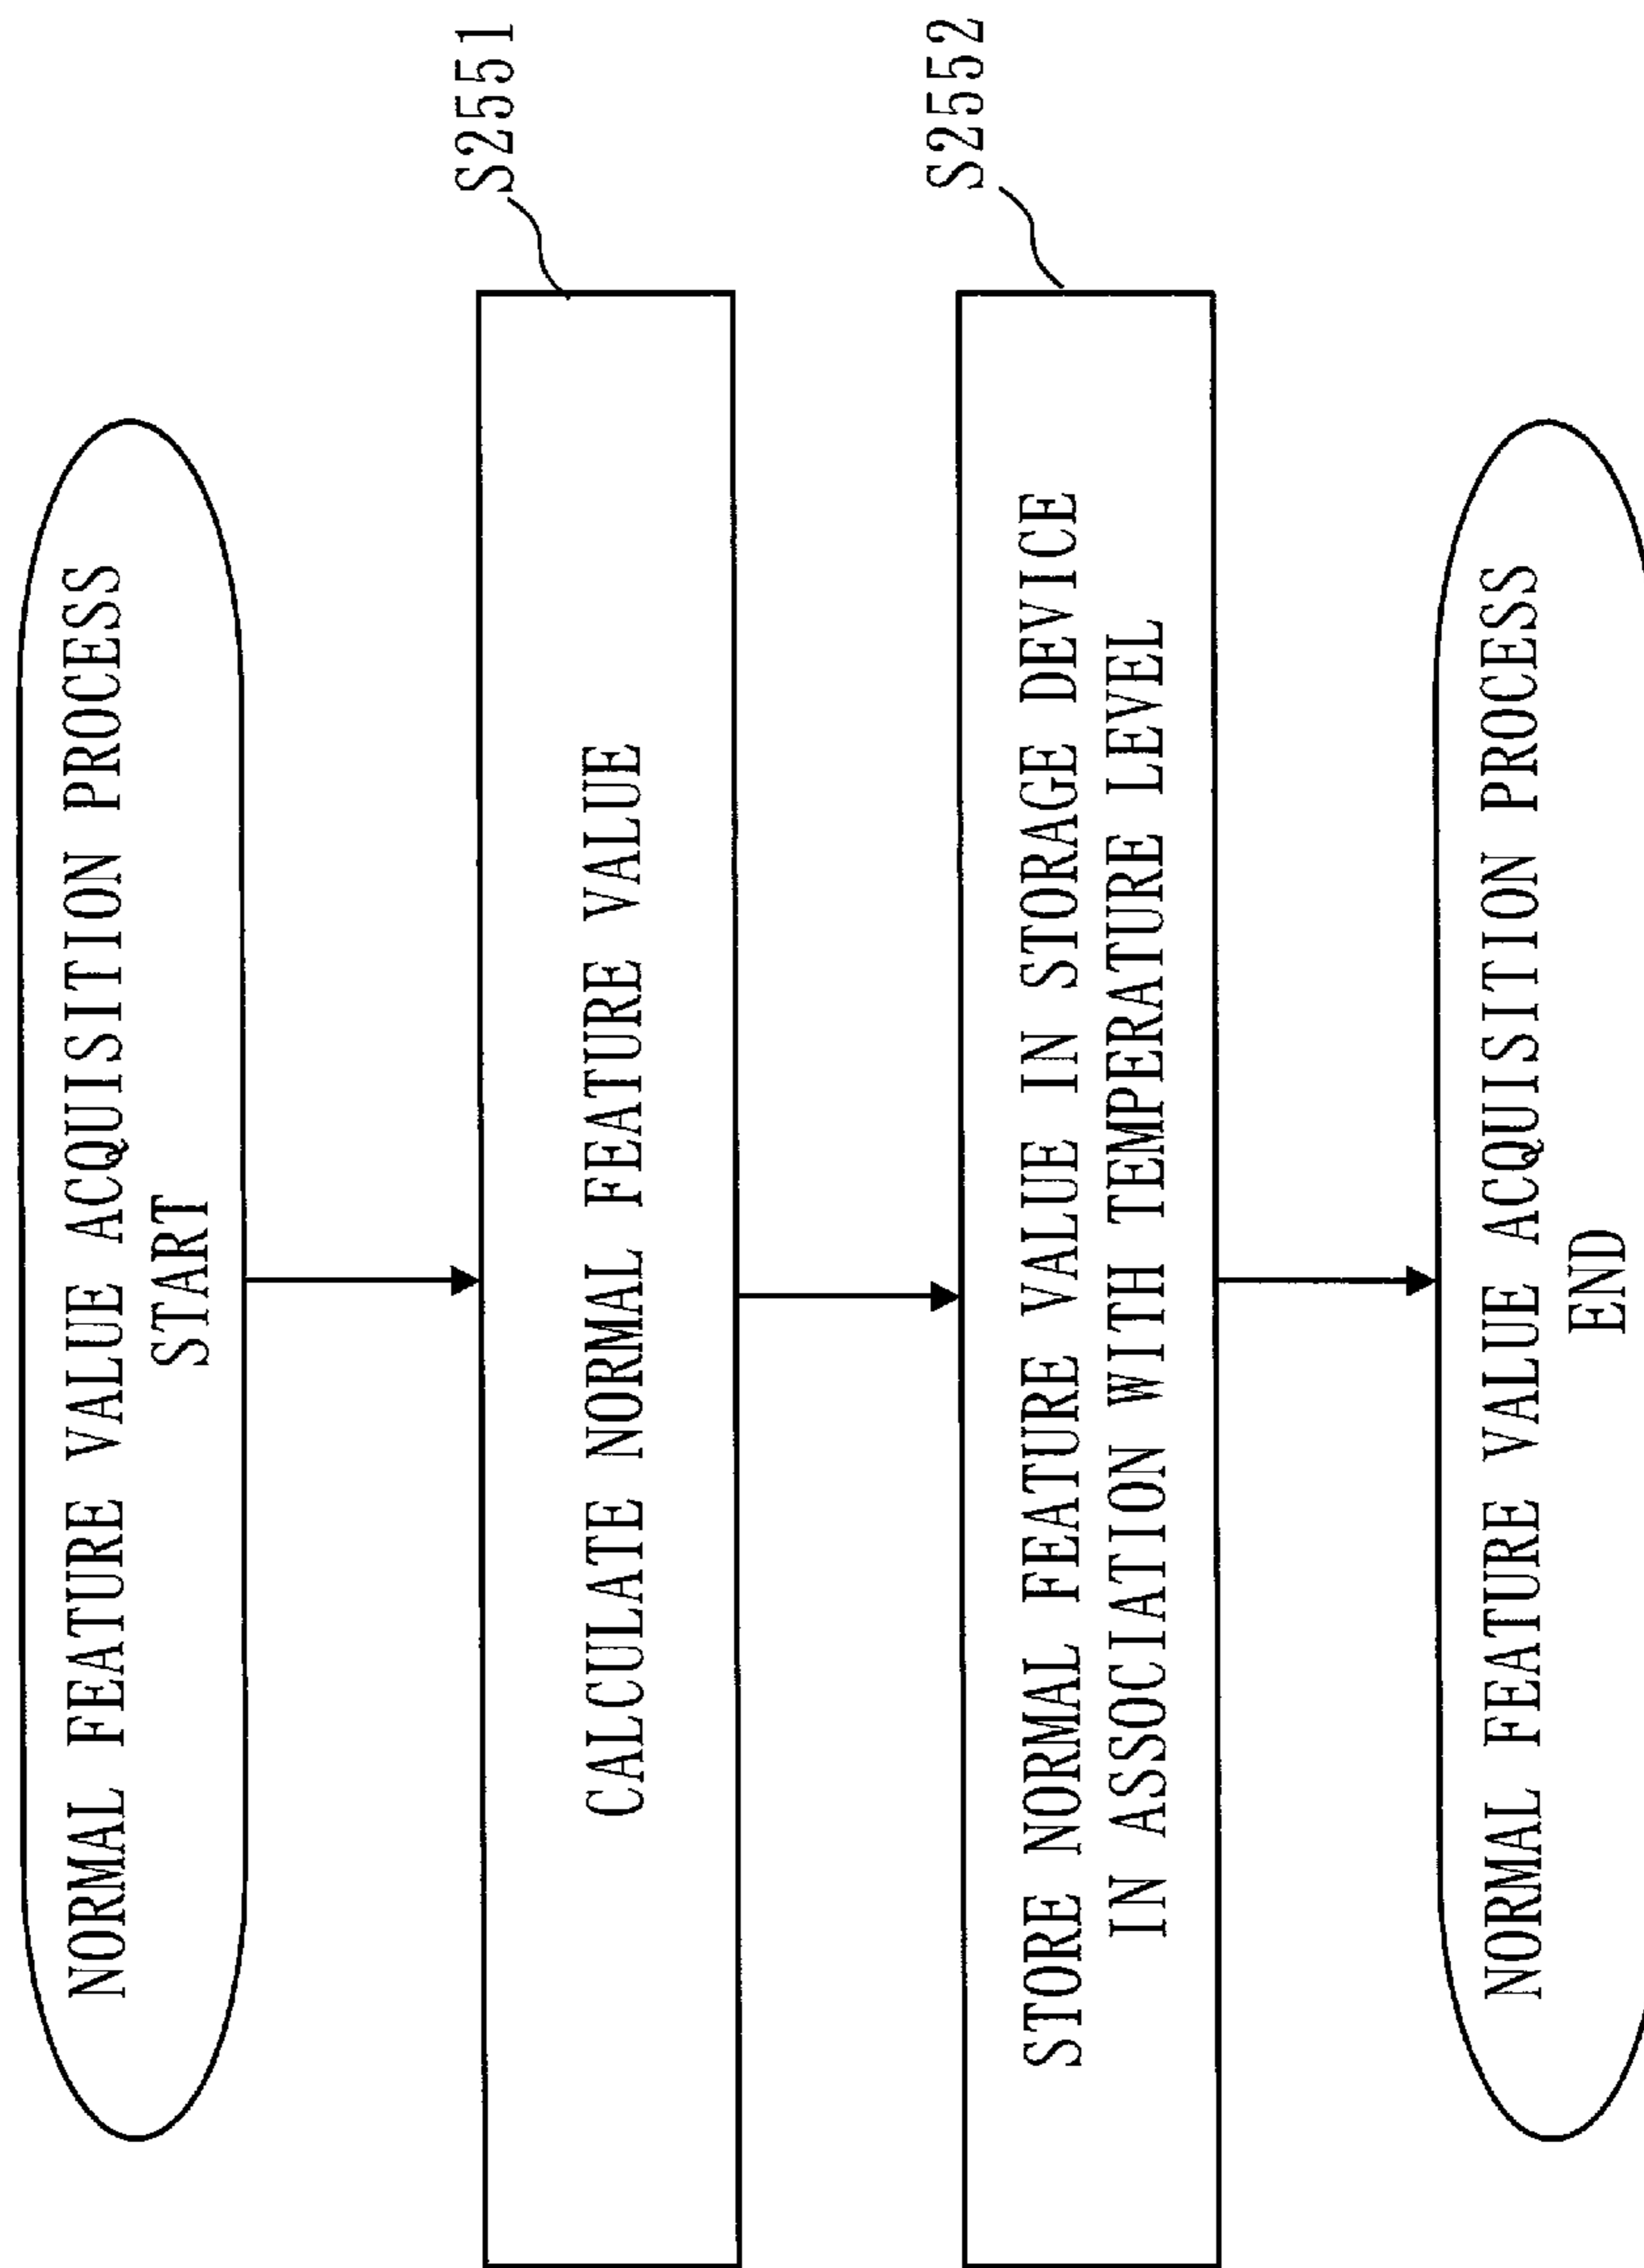 NORMAL FEATURE VALUE ACQUISITION PROCESS
START
S2551
CALCULATE NORMAL FEATURE VALUE
S2552
STORE NORMAL FEATURE VALUE IN STORAGE DEVICE
IN ASSOCIATION WITH TEMPERATURE LEVEL
NORMAL FEATURE VALUE ACQUISITION PROCESS
END